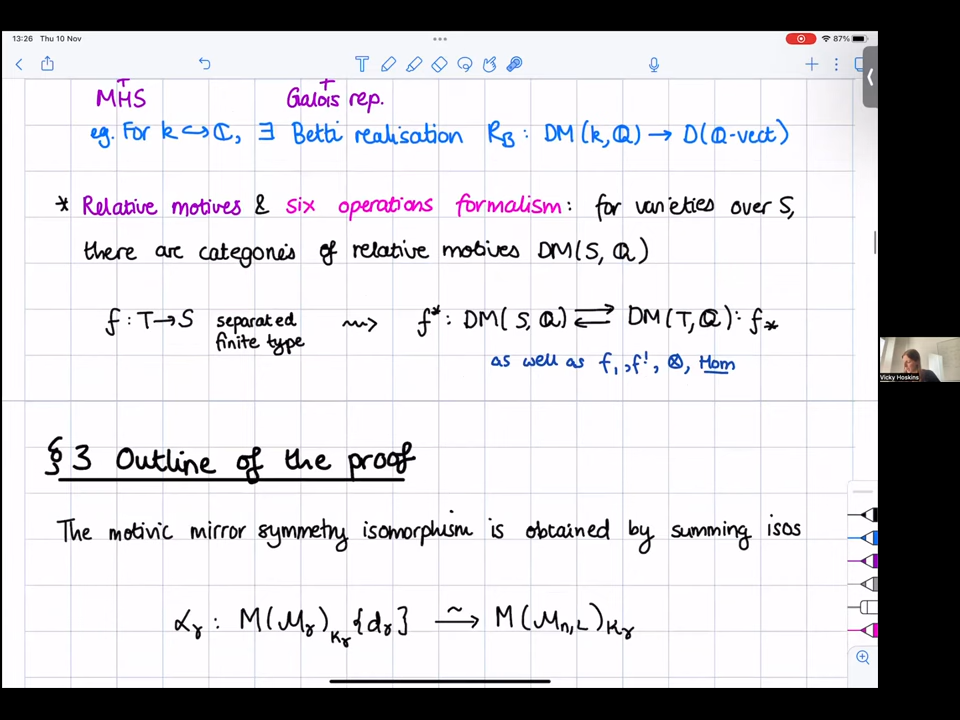 13:26 Thu 10 Nov
87%
MHS Galois rep.
eg. For k ↪ ℂ, ∃ Betti realisation R_B : DM(k, ℚ) → D(ℚ-vect)
* Relative motives & six operations formalism: for varieties over S,
there are categories of relative motives DM(S, ℚ)
f : T → S separated finite type ⇝ f^* : DM(S, ℚ) ⇄ DM(T, ℚ) : f_*
as well as f_!, f^!, ⊗, Hom
§3 Outline of the proof
The motivic mirror symmetry isomorphism is obtained by summing isos
α_γ : M(ℳ_γ)_{κ_γ}{d_γ} ⥲ M(ℳ_{n,L})_{κ_γ}
Vicky Hoskins